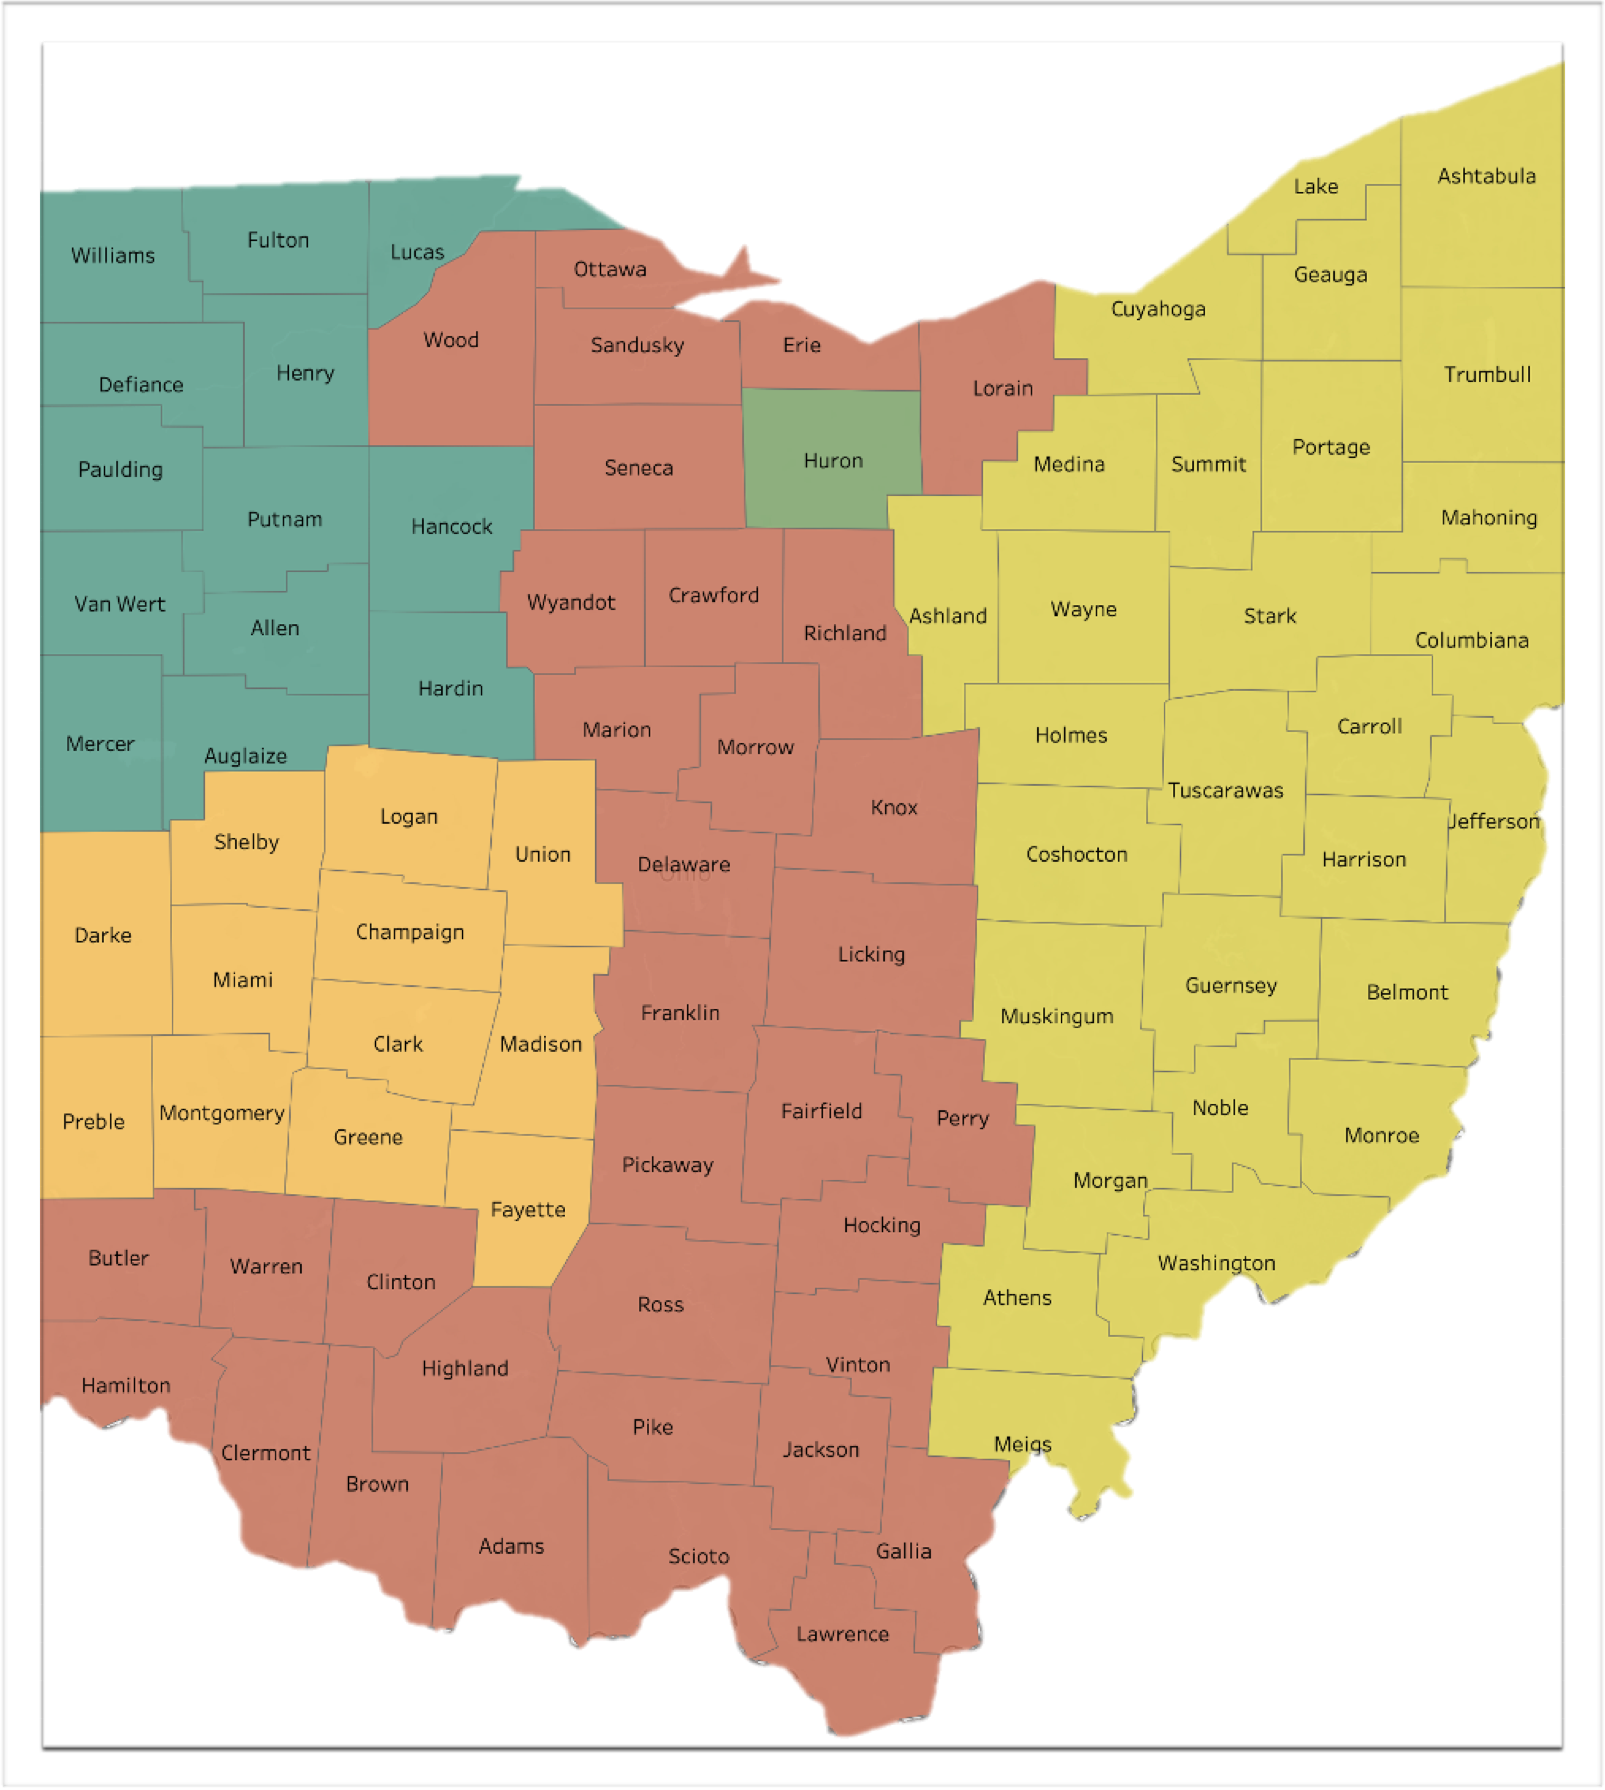 Ashtabula
Lake
Fulton
Williams
Lucas
Ottawa
Geauga
Cuyahoga
Wood
Sandusky
Erie
Henry
Defiance
Lorain
Trumbull
Portage
Paulding
Seneca
Huron
Medina
Summit
Putnam
Hancock
Mahoning
Van Wert
Wyandot
Crawford
Wayne
Ashland
Stark
Allen
Richland
Columbiana
Hardin
Marion
Carroll
Holmes
Mercer
Morrow
Auglaize
Tuscarawas
Knox
Logan
Jefferson
Shelby
Union
Coshocton
Harrison
Delaware
Ohio
Darke
Champaign
Licking
Miami
Guernsey
Belmont
Franklin
Muskingum
Clark
Madison
Noble
Fairfield
Montgomery
Perry
Preble
Greene
Monroe
Pickaway
Morgan
Fayette
Hocking
Butler
Washington
Warren
Clinton
Athens
Ross
Vinton
Highland
Hamilton
Pike
Meigs
Jackson
Clermont
Brown
Adams
Gallia
Scioto
Lawrence